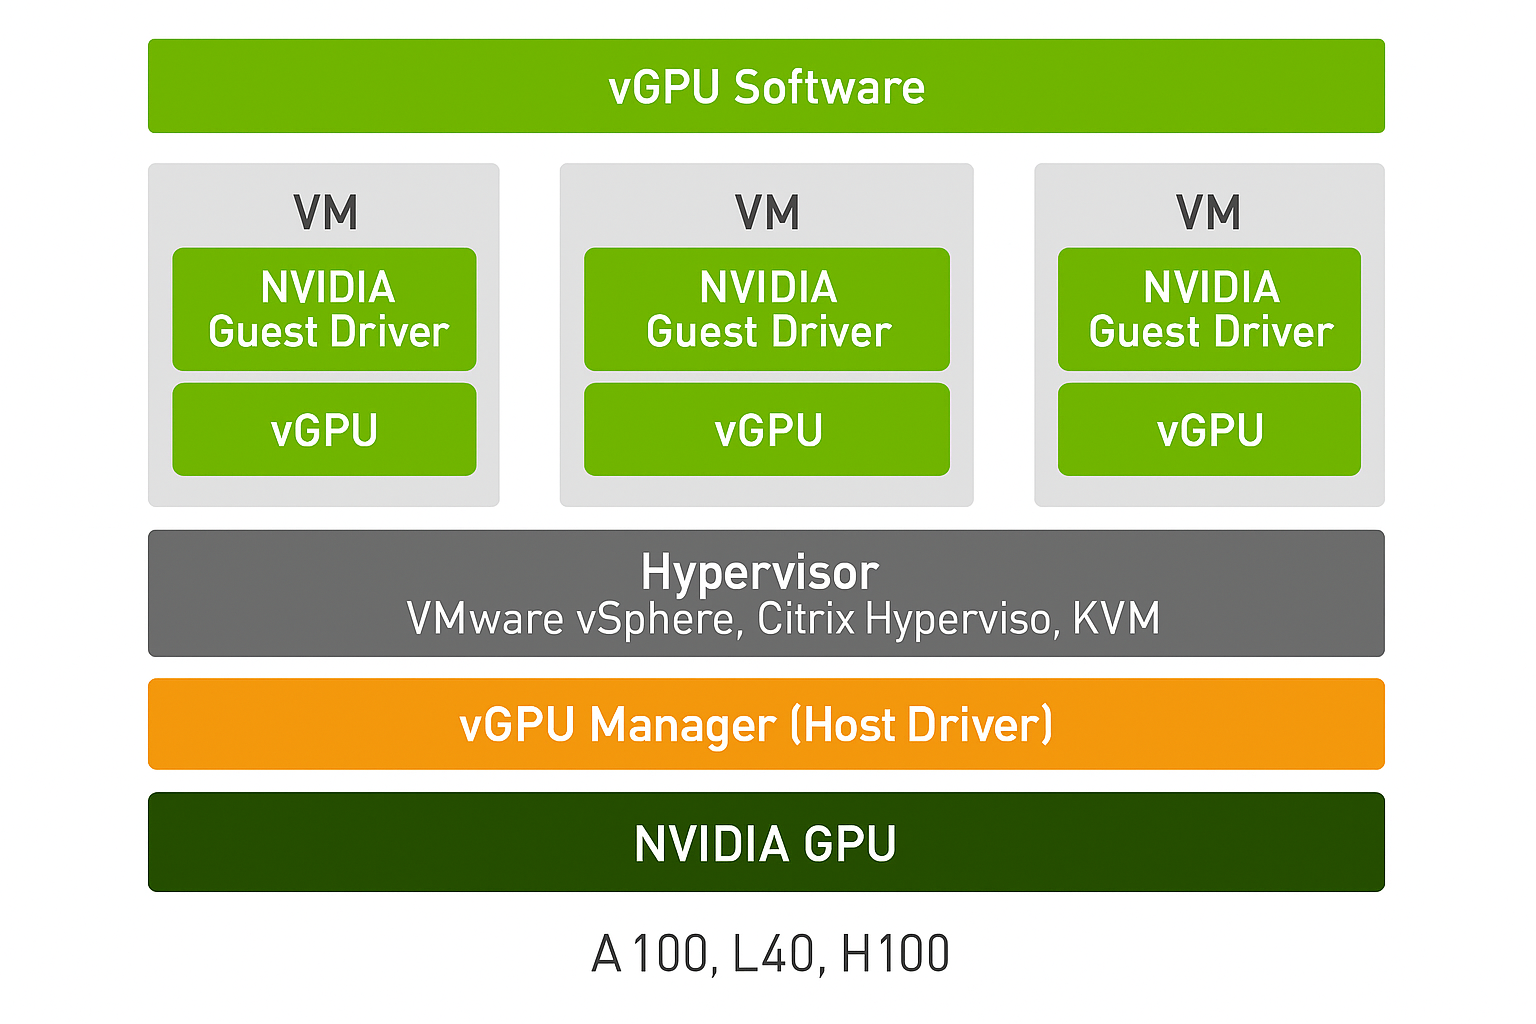 vGPU Software
VM
NVIDIA
Guest Driver
vGPU
VM
NVIDIA
Guest Driver
vGPU
VM
NVIDIA
Guest Driver
vGPU
Hypervisor
VMware vSphere, Citrix Hyperviso, KVM
vGPU Manager (Host Driver)
NVIDIA GPU
A100, L40, H100